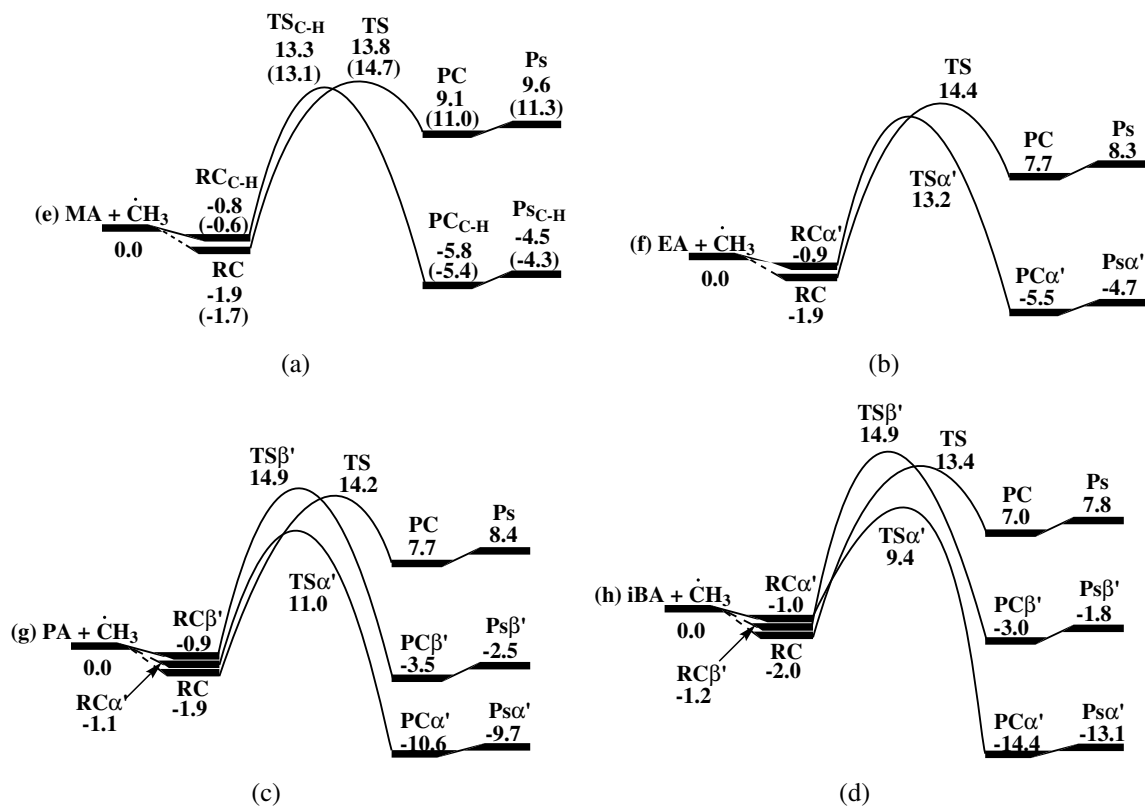 TS_C-H
13.3
(13.1)
TS
13.8
(14.7)
PC
9.1
(11.0)
Ps
9.6
(11.3)
RC_C-H
-0.8
(-0.6)
(e) MA + ĊH₃
0.0
RC
-1.9
(-1.7)
PC_C-H
-5.8
(-5.4)
Ps_C-H
-4.5
(-4.3)
(a)
TS
14.4
TSα'
13.2
PC
7.7
Ps
8.3
RCα'
-0.9
(f) EA + ĊH₃
0.0
RC
-1.9
PCα'
-5.5
Psα'
-4.7
(b)
TSβ'
14.9
TS
14.2
TSα'
11.0
PC
7.7
Ps
8.4
RCβ'
-0.9
(g) PA + ĊH₃
0.0
RCα'
-1.1
RC
-1.9
PCβ'
-3.5
Psβ'
-2.5
PCα'
-10.6
Psα'
-9.7
(c)
TSβ'
14.9
TS
13.4
TSα'
9.4
PC
7.0
Ps
7.8
RCα'
-1.0
(h) iBA + ĊH₃
0.0
RCβ'
-1.2
RC
-2.0
PCβ'
-3.0
Psβ'
-1.8
PCα'
-14.4
Psα'
-13.1
(d)